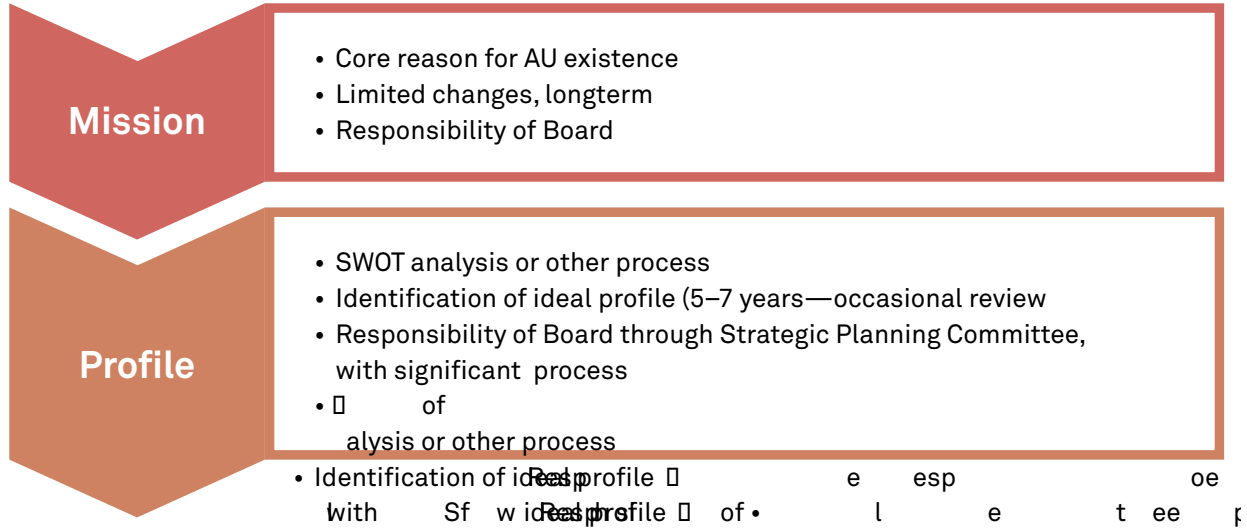 Mission
• Core reason for AU existence
• Limited changes, longterm
• Responsibility of Board
Profile
• SWOT analysis or other process
• Identification of ideal profile (5–7 years—occasional review
• Responsibility of Board through Strategic Planning Committee,
with significant process
• of
alysis or other process
• Identification of profile
with